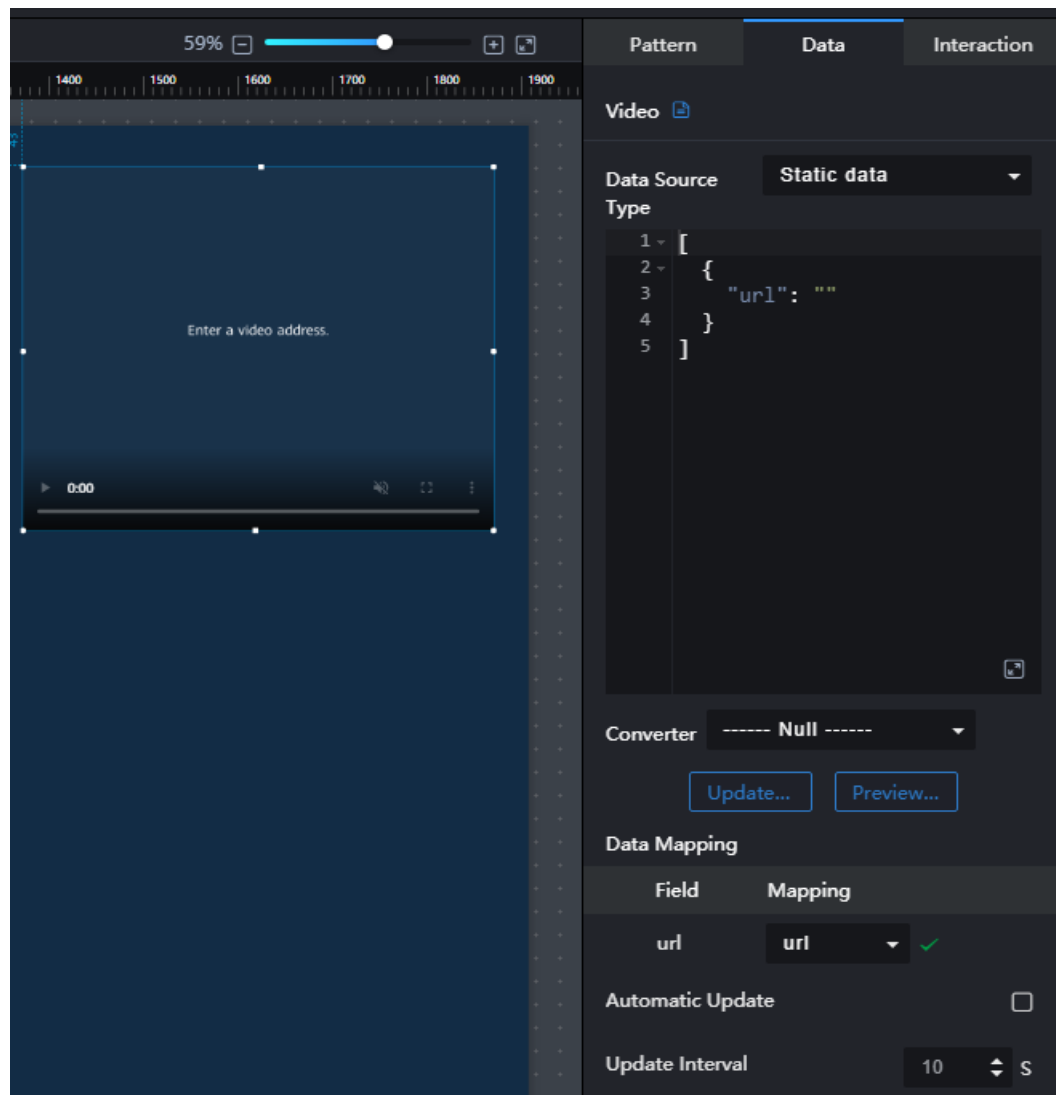 59%
Pattern Data Interaction
1400 1500 1600 1700 1800 1900
Video
43
Data Source
Type
Static data
1 [
2 {
3 "url": ""
4 }
5 ]
Enter a video address.
0:00
Converter ------ Null ------
Update... Preview...
Data Mapping
Field Mapping
url url
Automatic Update
Update Interval 10 S